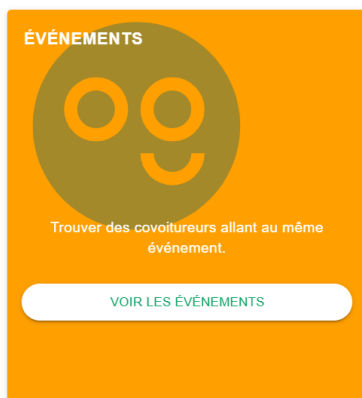 ÉVÉNEMENTS
Trouver des covoitureurs allant au même
événement.
VOIR LES ÉVÉNEMENTS